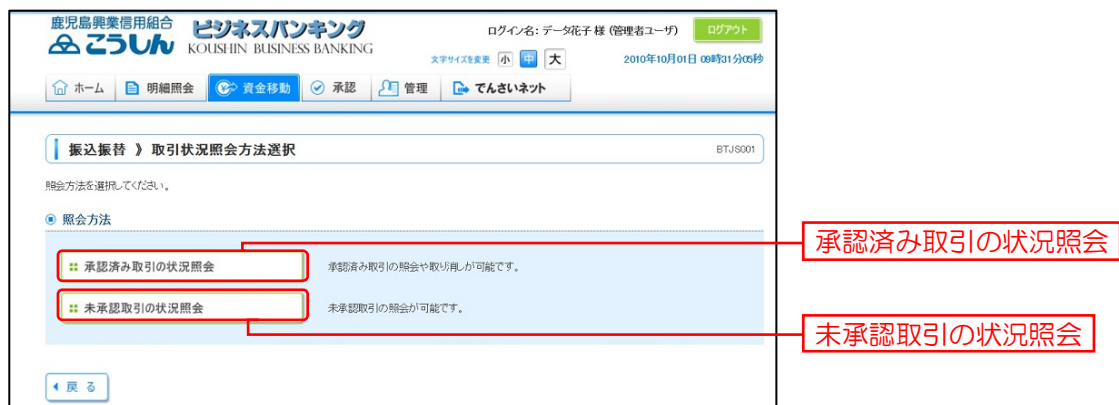 鹿児島興業信用組合
こうしん
ビジネスバンキング
KOUSHIN BUSINESS BANKING
ログイン名：データ花子 様 (管理者ユーザ)
ログアウト
文字サイズを変更 小 中 大
2010年10月01日 09時31分05秒
ホーム 明細照会 資金移動 承認 管理 でんさいネット
振込振替 》 取引状況照会方法選択
BTJS001
照会方法を選択してください。
照会方法
承認済み取引の状況照会
承認済み取引の照会や取り消しが可能です。
承認済み取引の状況照会
未承認取引の状況照会
未承認取引の照会が可能です。
未承認取引の状況照会
戻 る